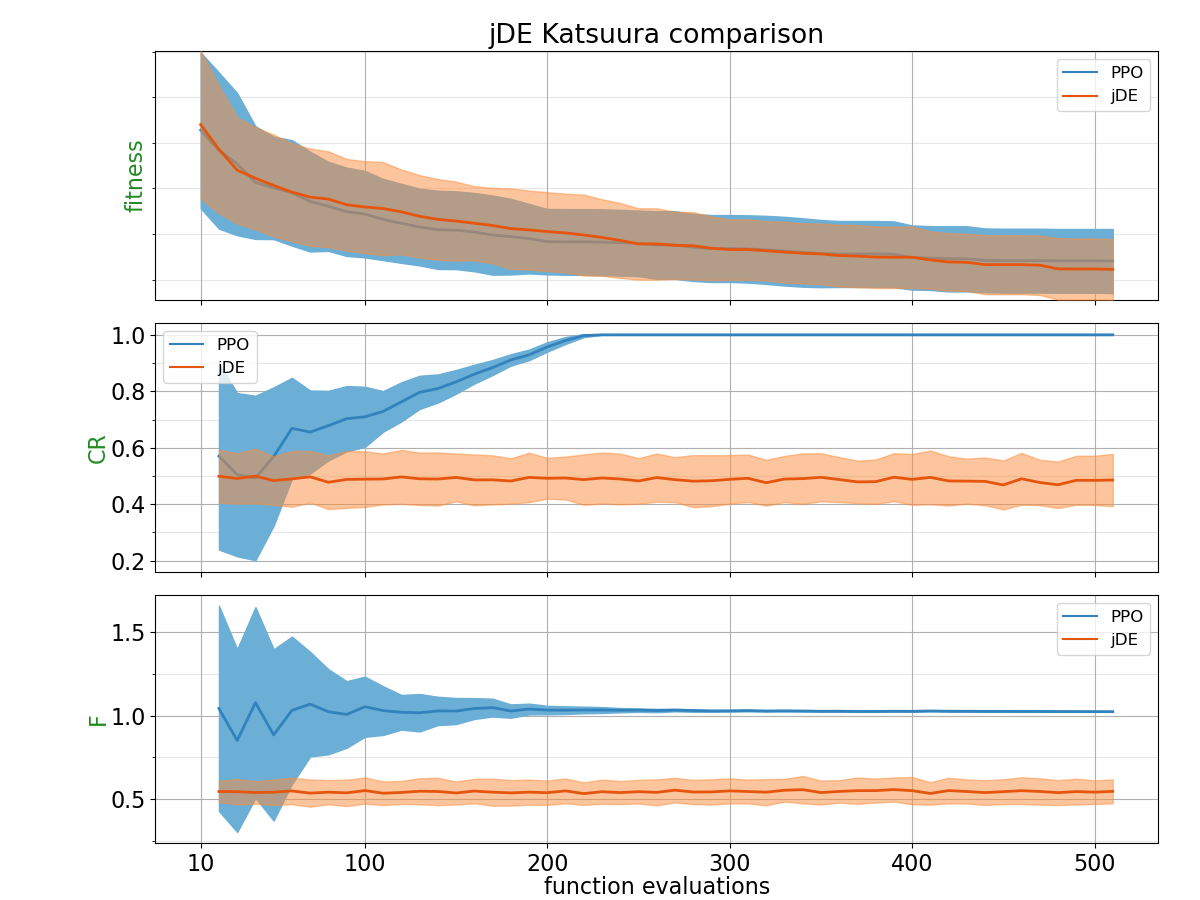 jDE Katsuura comparison
fitness
PPO
jDE
CR
1.0
0.8
0.6
0.4
0.2
PPO
jDE
F
1.5
1.0
0.5
PPO
jDE
10 100 200 300 400 500
function evaluations